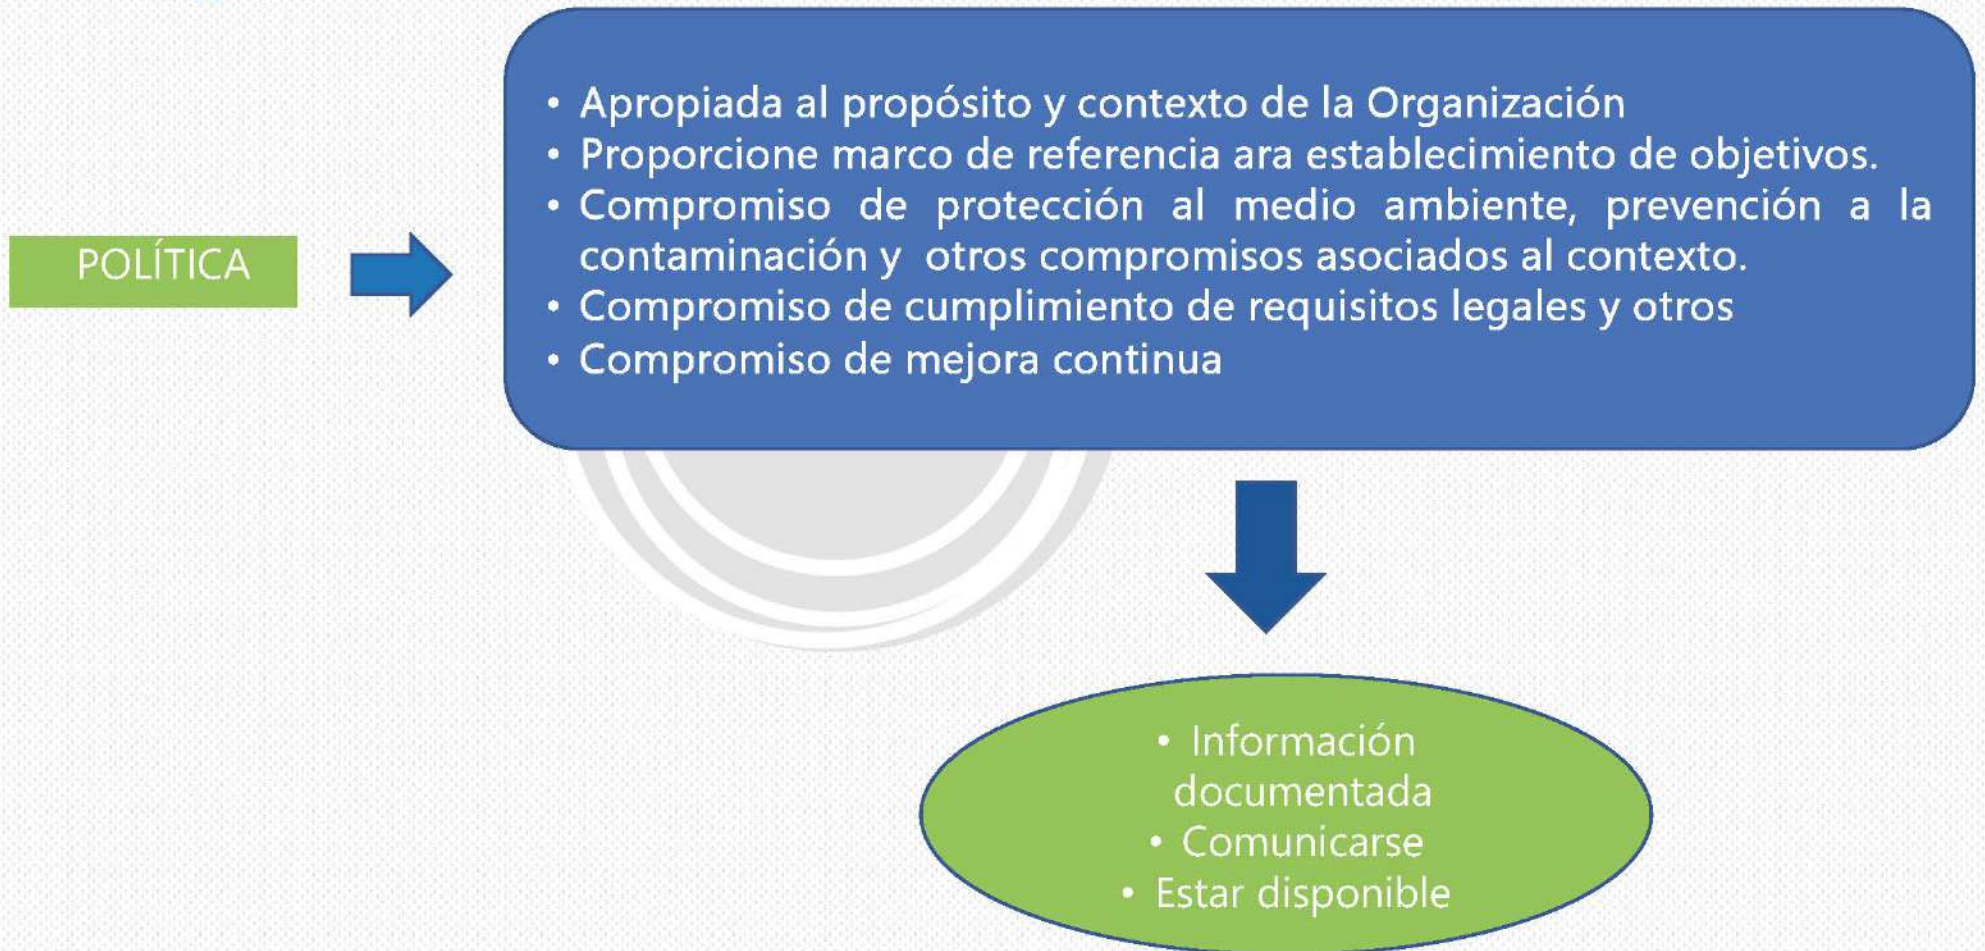 POLÍTICA
• Apropiada al propósito y contexto de la Organización
• Proporcione marco de referencia ara establecimiento de objetivos.
• Compromiso de protección al medio ambiente, prevención a la
contaminación y otros compromisos asociados al contexto.
• Compromiso de cumplimiento de requisitos legales y otros
• Compromiso de mejora continua
• Información
documentada
• Comunicarse
• Estar disponible